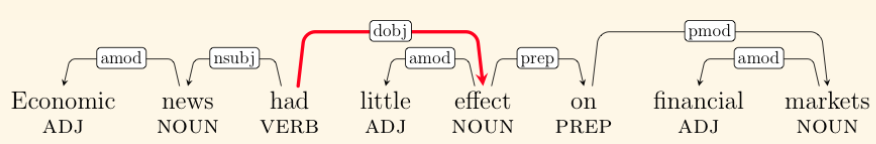 dobj pmod
amod nsubj amod prep amod
Economic news had little effect on financial markets
ADJ NOUN VERB ADJ NOUN PREP ADJ NOUN